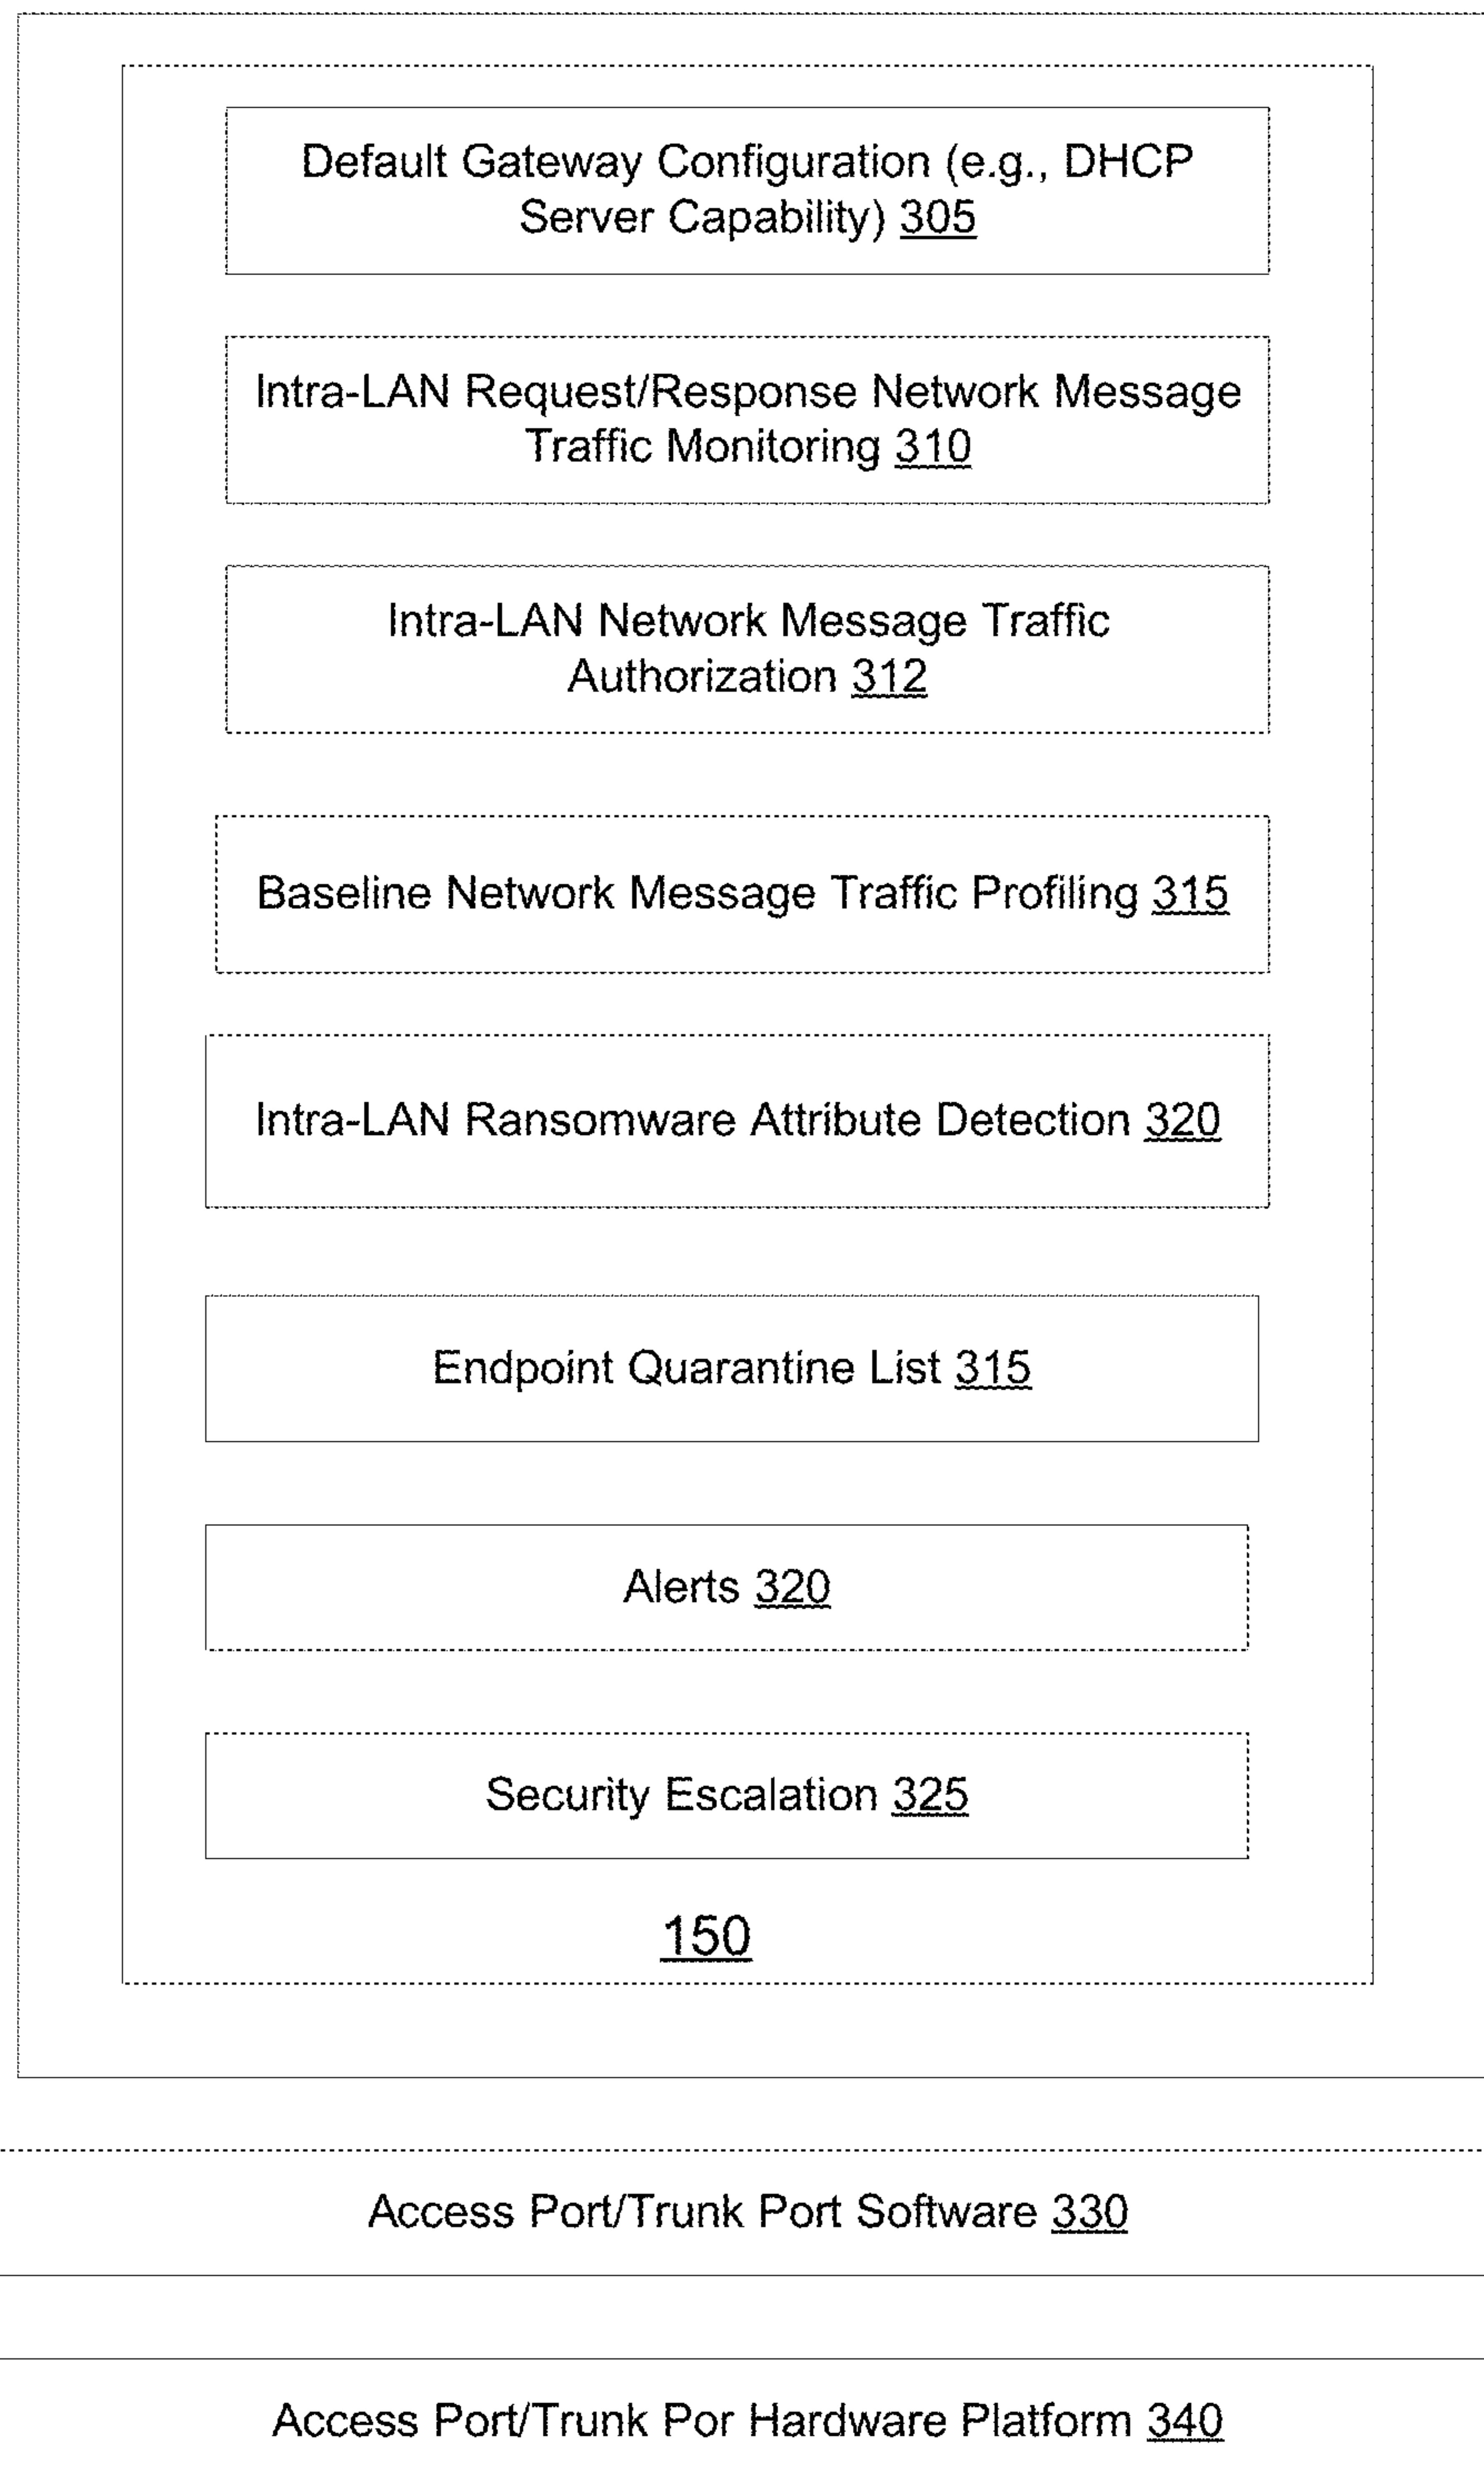 Default Gateway Configuration (e.g., DHCP
Server Capability) 305
Intra-LAN Request/Response Network Message
Traffic Monitoring 310
Intra-LAN Network Message Traffic
Authorization 312
Baseline Network Message Traffic Profiling 315
Intra-LAN Ransomware Attribute Detection 320
Endpoint Quarantine List 315
Alerts 320
Security Escalation 325
150
Access Port/Trunk Port Software 330
Access Port/Trunk Por Hardware Platform 340